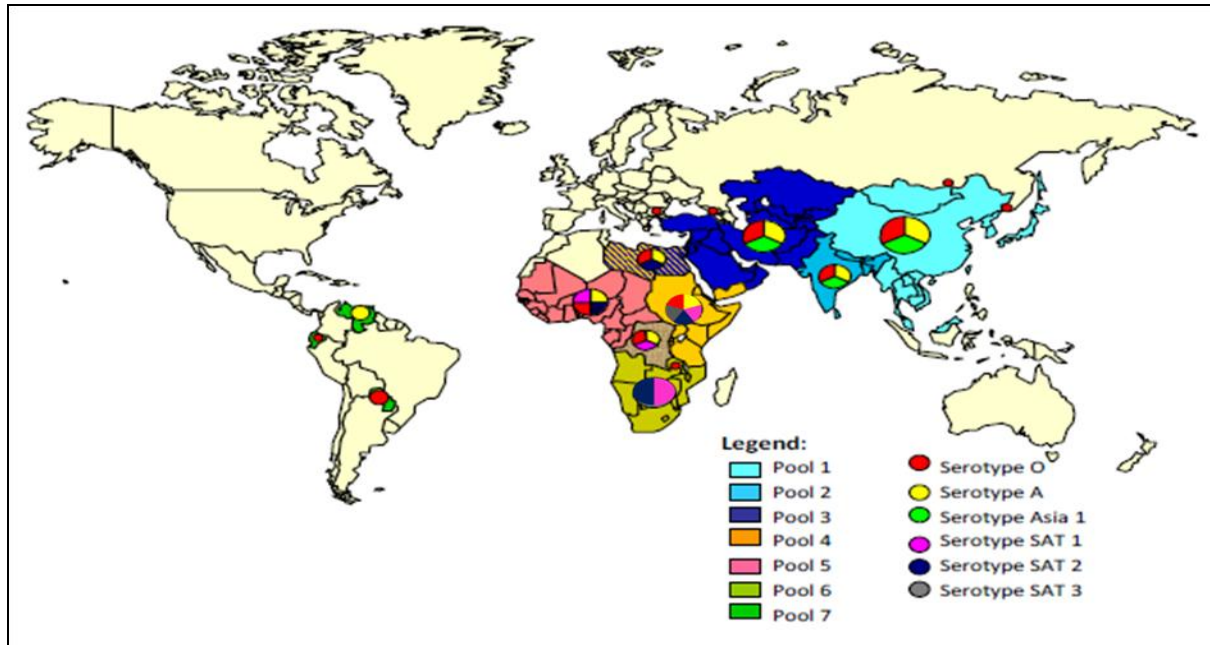 Legend:
Pool 1
Pool 2
Pool 3
Pool 4
Pool 5
Pool 6
Pool 7
Serotype O
Serotype A
Serotype Asia 1
Serotype SAT 1
Serotype SAT 2
Serotype SAT 3